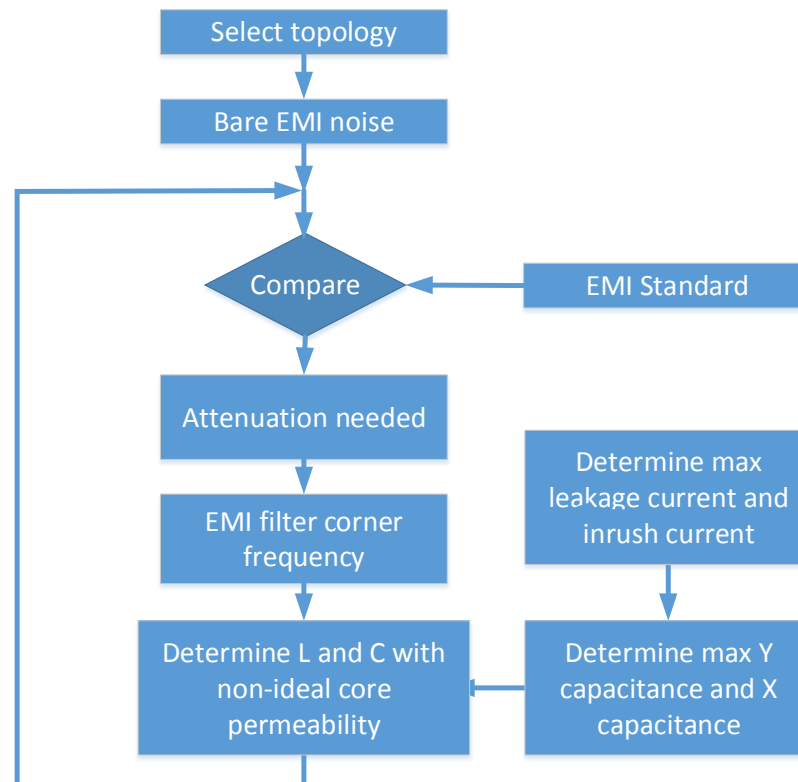 Select topology
Bare EMI noise
Compare
EMI Standard
Attenuation needed
EMI filter corner
frequency
Determine max
leakage current and
inrush current
Determine L and C with
non-ideal core
permeability
Determine max Y
capacitance and X
capacitance